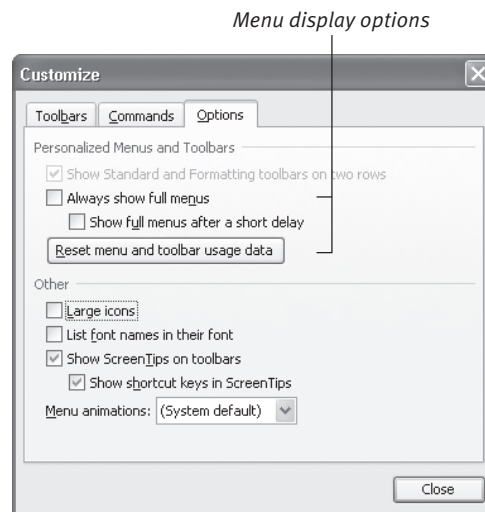 Menu display options
Customize
Toolbars Commands Options
Personalized Menus and Toolbars
Show Standard and Formatting toolbars on two rows
Always show full menus
Show full menus after a short delay
Reset menu and toolbar usage data
Other
Large icons
List font names in their font
Show ScreenTips on toolbars
Show shortcut keys in ScreenTips
Menu animations: (System default)
Close